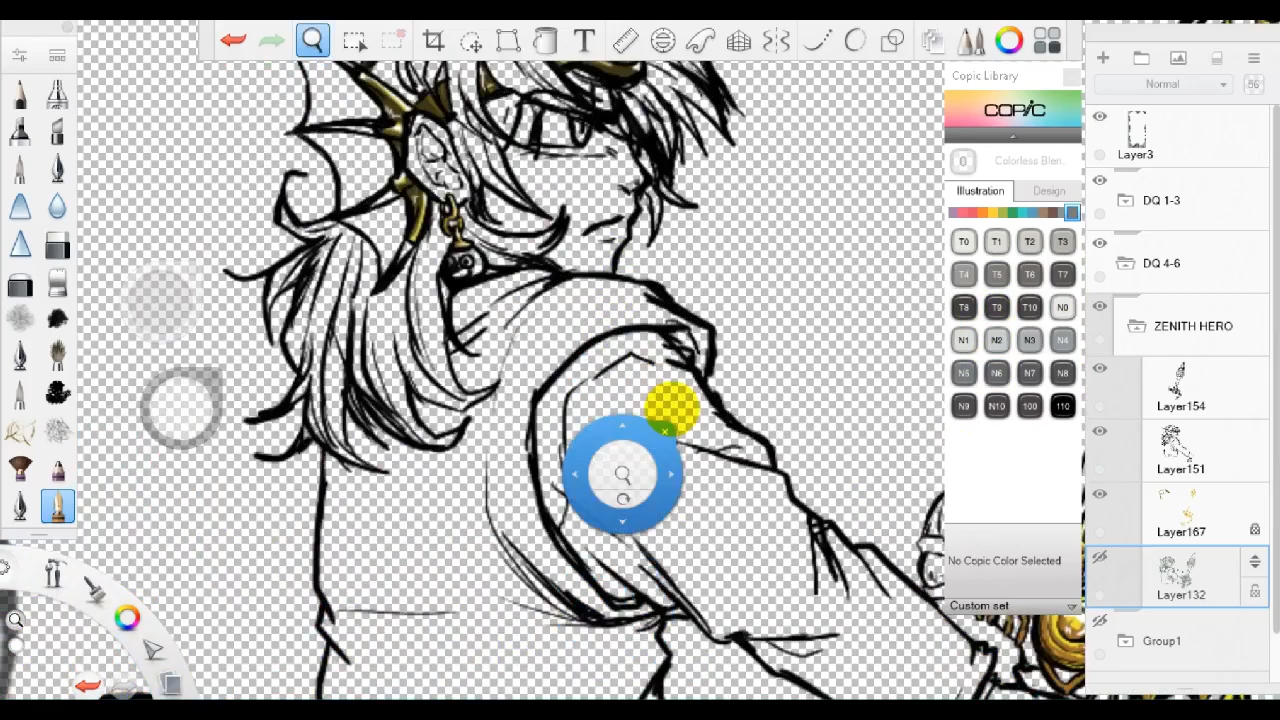 Copic Library
COPIC
0 Colorless Blen..
Illustration Design
T0 T1 T2 T3
T4 T5 T6 T7
T8 T9 T10 N0
N1 N2 N3 N4
N5 N6 N7 N8
N9 N10 100 110
No Copic Color Selected
Custom set
Normal 56
Layer3
DQ 1-3
DQ 4-6
ZENITH HERO
Layer154
Layer151
Layer167
Layer132
Group1